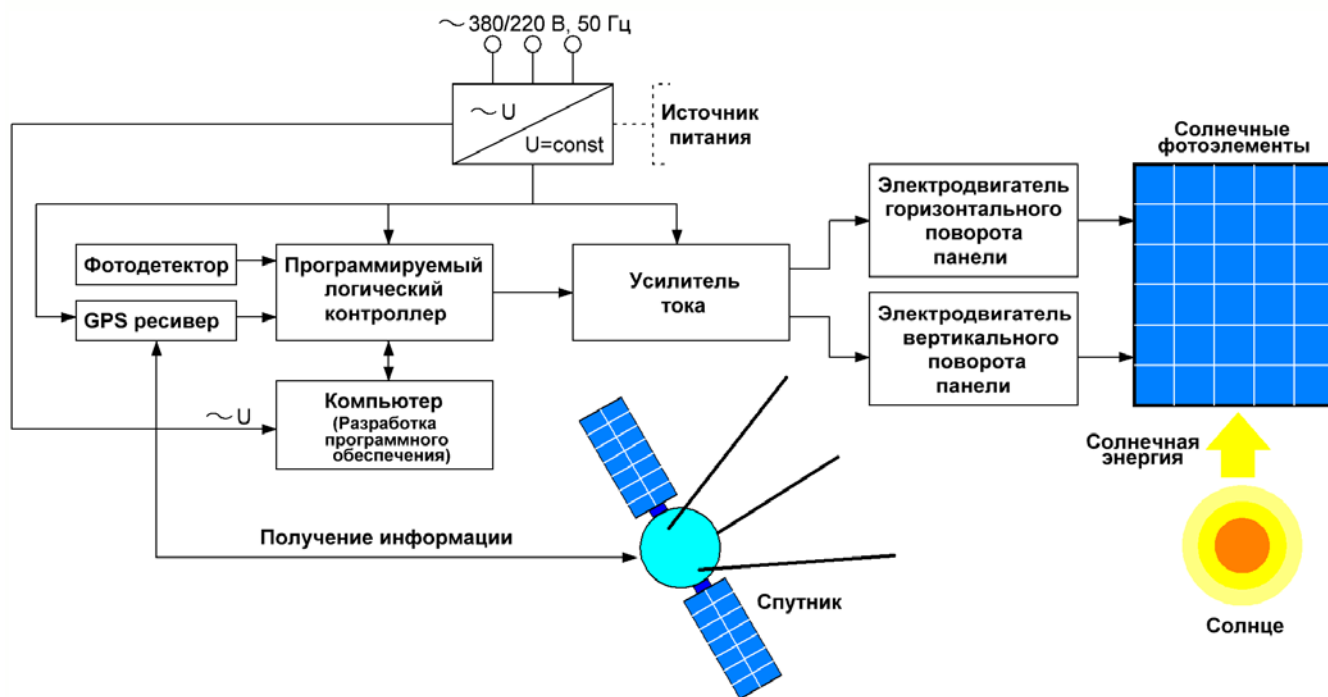 ~ 380/220 В, 50 Гц
~ U
U=const
Источник
питания
Солнечные
фотоэлементы
Электродвигатель
горизонтального
поворота
панели
Фотодетектор
Программируемый
логический
контроллер
Усилитель
тока
GPS ресивер
Электродвигатель
вертикального
поворота
панели
~ U
Компьютер
(Разработка
программного
обеспечения)
Солнечная
энергия
Получение информации
Спутник
Солнце